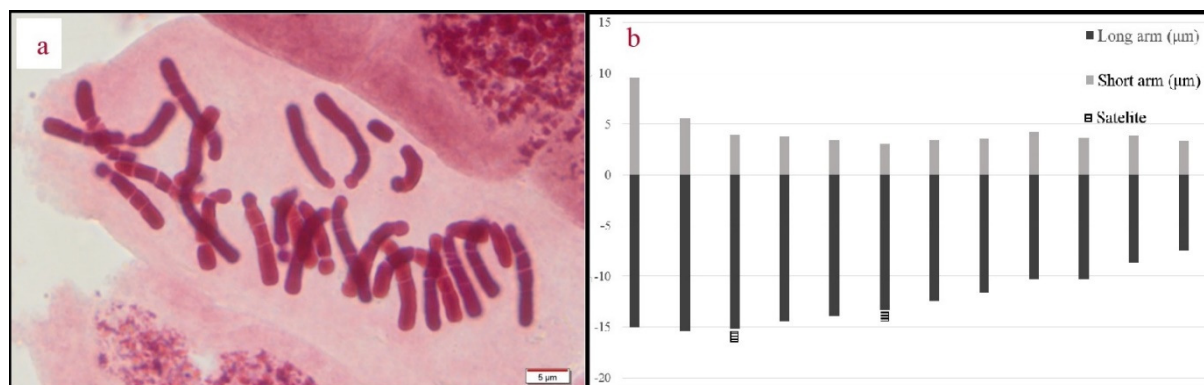 a
5 µm
b
15
10
5
0
-5
-10
-15
-20
Long arm (µm)
Short arm (µm)
Satelite